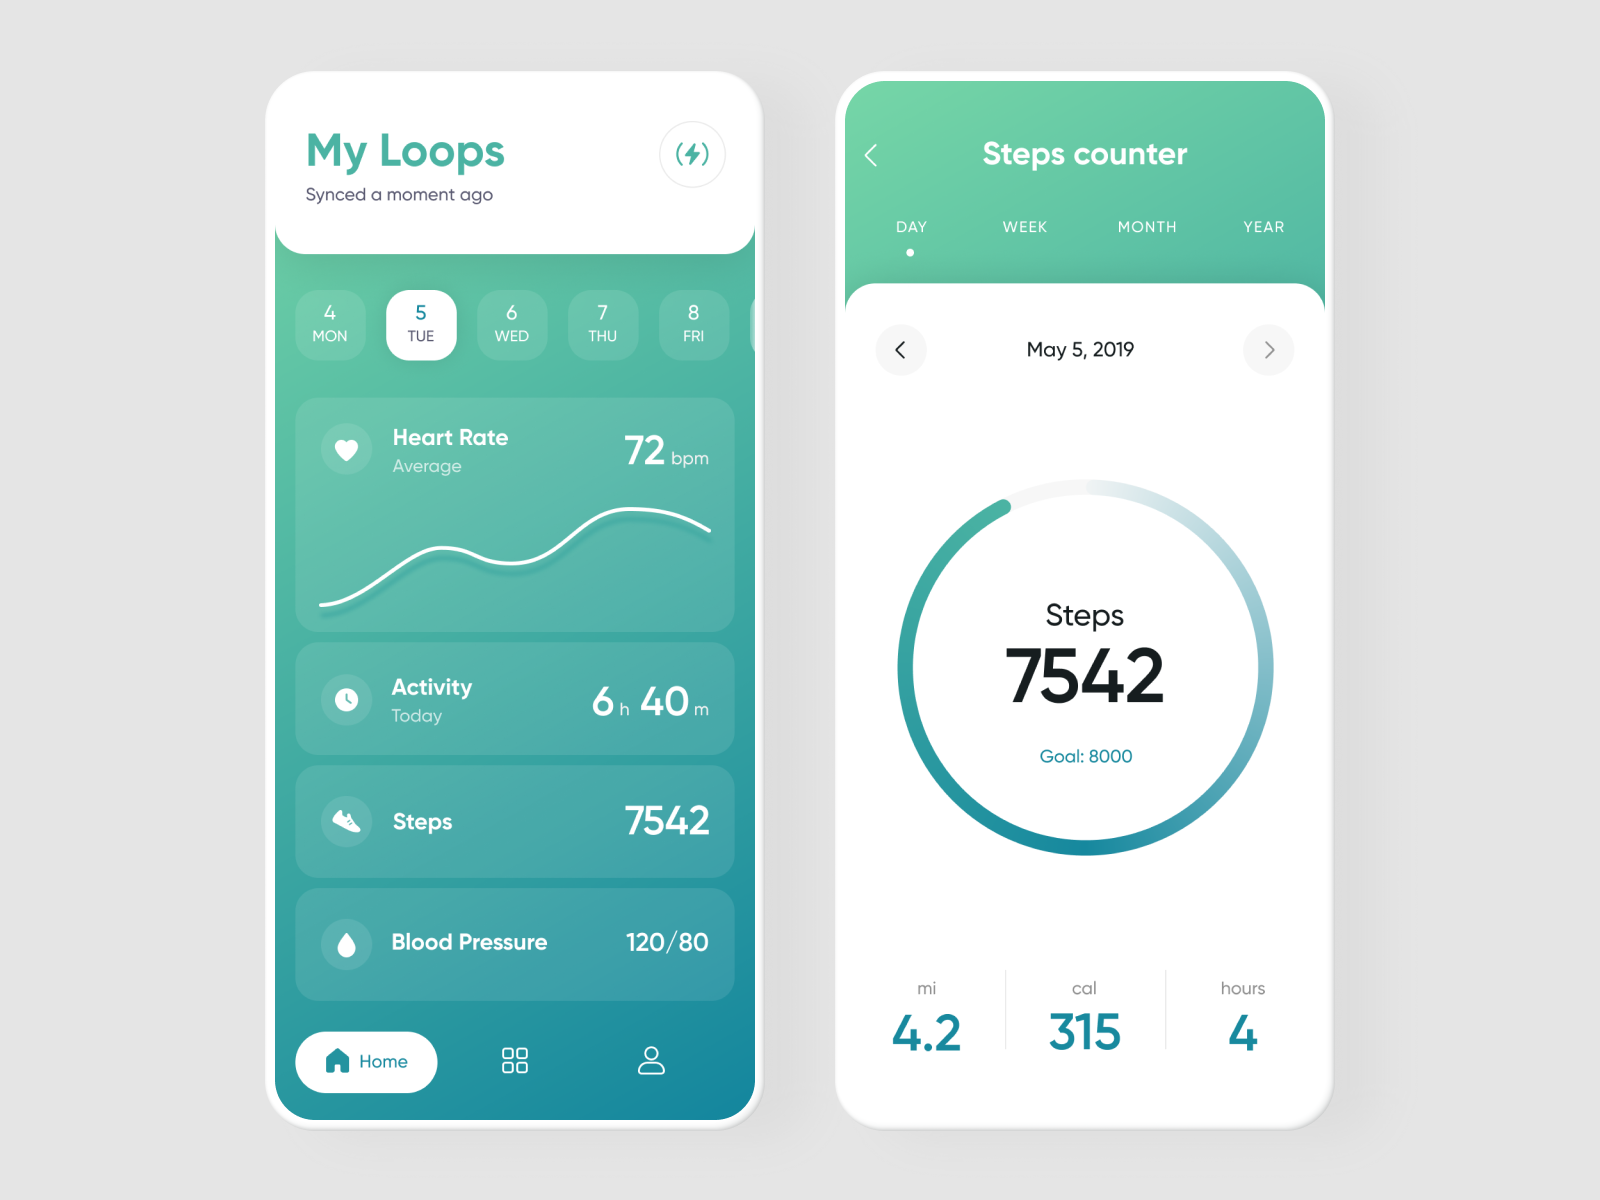 My Loops
Synced a moment ago
4 5 6 7 8
MON TUE WED THU FRI
Heart Rate
Average
72 bpm
Activity
Today
6 h 40 m
Steps
7542
Blood Pressure
120/80
Home
Steps counter
DAY WEEK MONTH YEAR
May 5, 2019
Steps
7542
Goal: 8000
mi cal hours
4.2 315 4